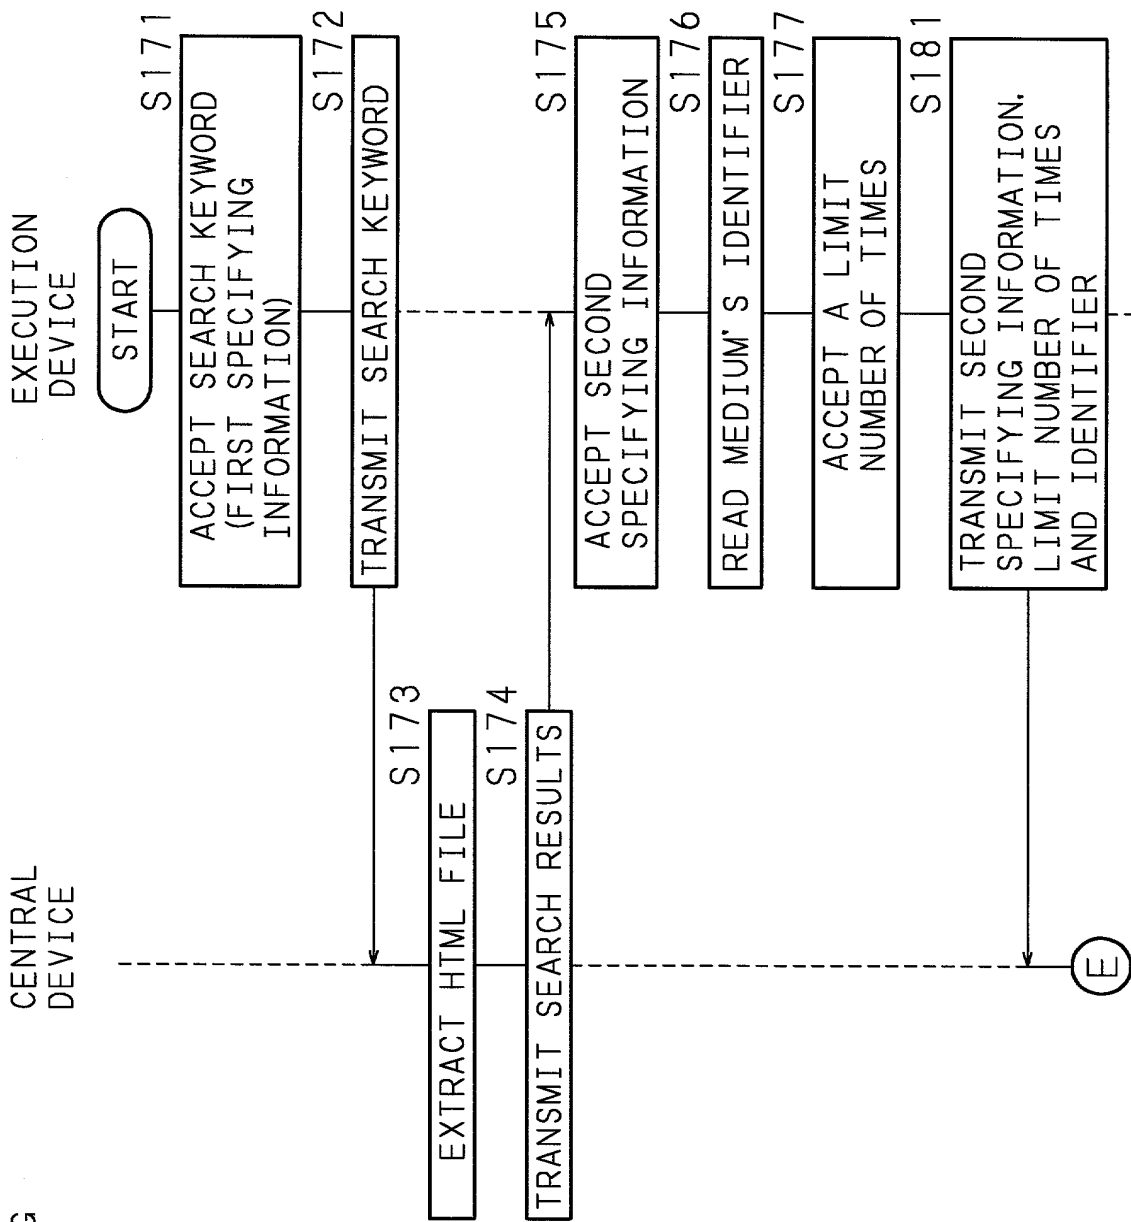 G
CENTRAL
DEVICE
EXECUTION
DEVICE
START
S171
ACCEPT SEARCH KEYWORD
(FIRST SPECIFYING
INFORMATION)
S172
TRANSMIT SEARCH KEYWORD
S173
EXTRACT HTML FILE
S174
TRANSMIT SEARCH RESULTS
S175
ACCEPT SECOND
SPECIFYING INFORMATION
S176
READ MEDIUM'S IDENTIFIER
S177
ACCEPT A LIMIT
NUMBER OF TIMES
S181
TRANSMIT SECOND
SPECIFYING INFORMATION,
LIMIT NUMBER OF TIMES
AND IDENTIFIER
E